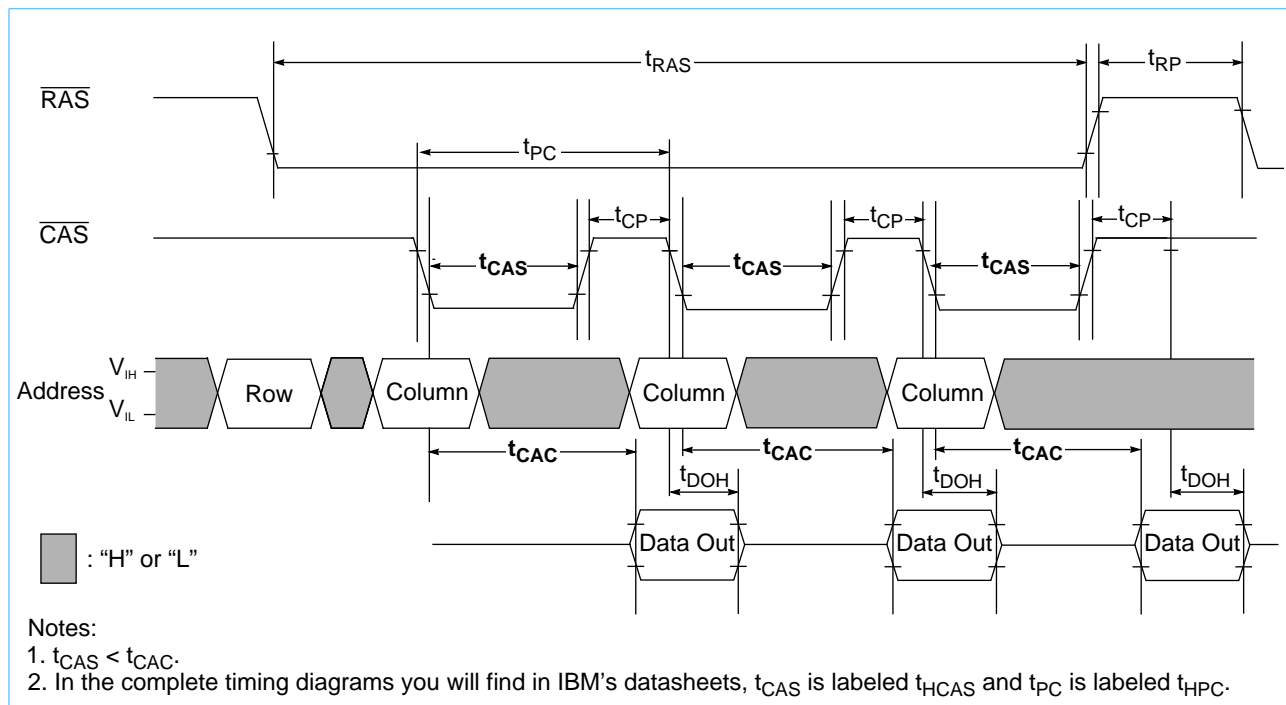 tRAS
tRP
RAS
tPC
CAS
tCP
tCP
tCP
tCAS
tCAS
tCAS
Address
VIH
VIL
Row
Column
Column
Column
tCAC
tCAC
tCAC
tDOH
tDOH
tDOH
Data Out
Data Out
Data Out
: “H” or “L”
Notes:
1. tCAS < tCAC.
2. In the complete timing diagrams you will find in IBM’s datasheets, tCAS is labeled tHCAS and tPC is labeled tHPC.